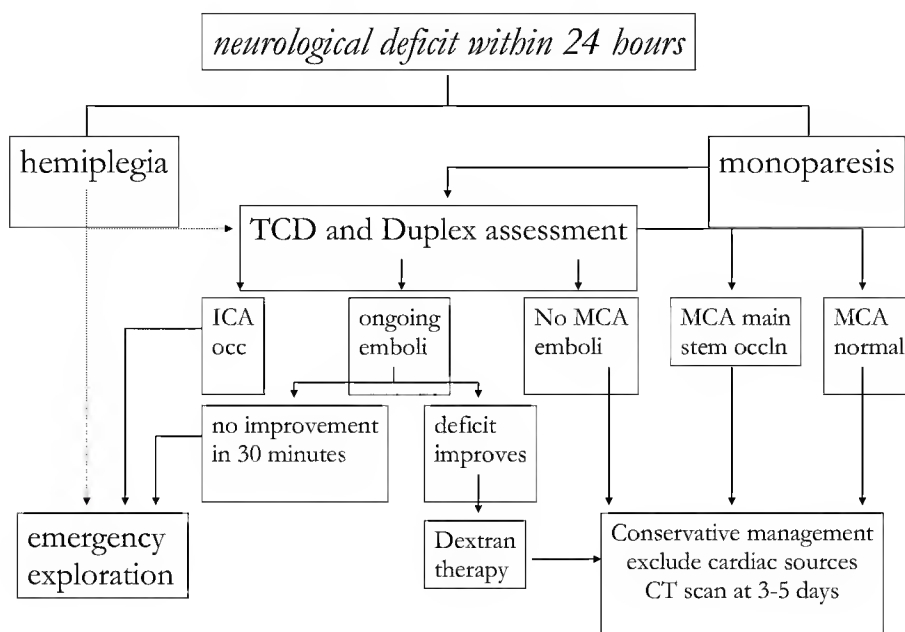 neurological deficit within 24 hours
hemiplegia
monoparesis
TCD and Duplex assessment
ICA
occ
ongoing
emboli
No MCA
emboli
MCA main
stem occln
MCA
normal
no improvement
in 30 minutes
deficit
improves
emergency
exploration
Dextran
therapy
Conservative management
exclude cardiac sources
CT scan at 3-5 days